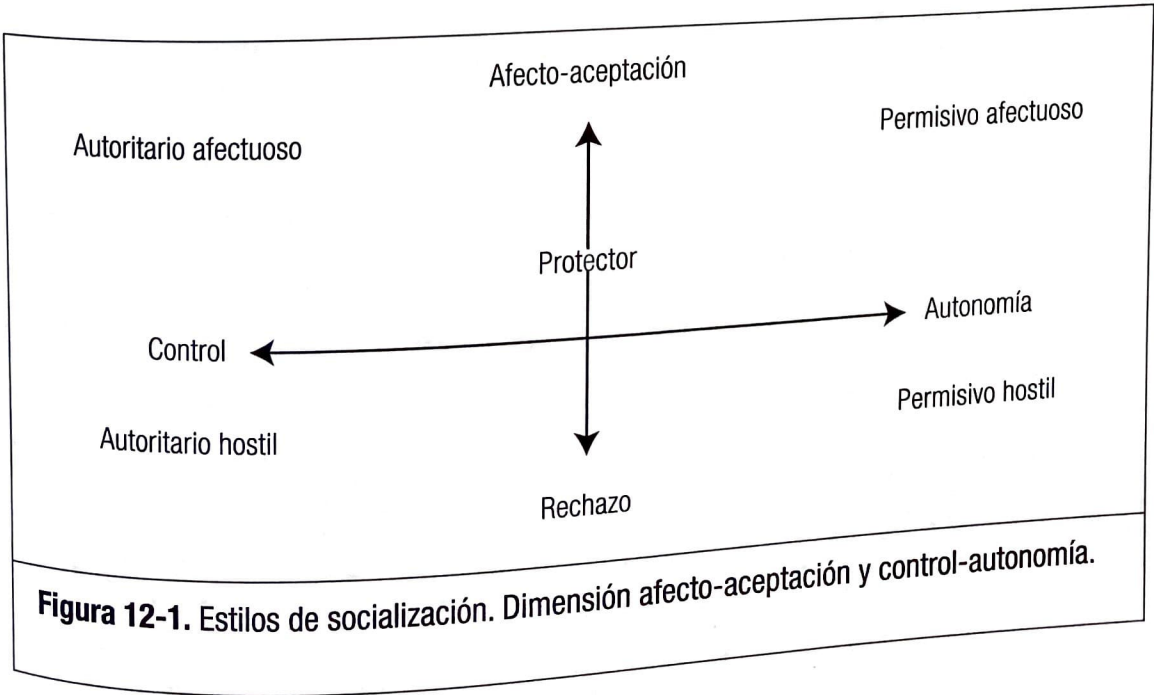 Afecto-aceptación
Permisivo afectuoso
Autoritario afectuoso
Protector
Autonomía
Control
Permisivo hostil
Autoritario hostil
Rechazo
Figura 12-1. Estilos de socialización. Dimensión afecto-aceptación y control-autonomía.